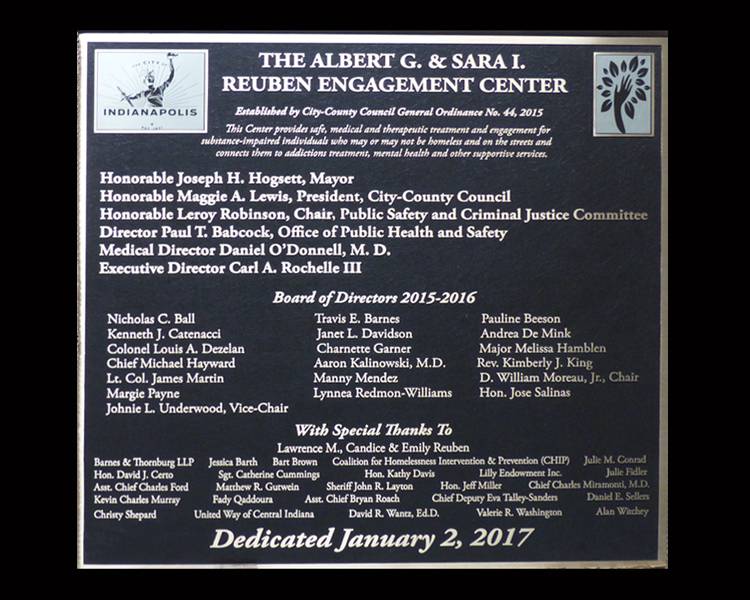 THE ALBERT G. & SARA I.
REUBEN ENGAGEMENT CENTER
THE CITY OF
INDIANAPOLIS
Established by City-County Council General Ordinance No. 44, 2015
This Center provides safe, medical and therapeutic treatment and engagement for
substance-impaired individuals who may or may not be homeless and on the streets and
connects them to addictions treatment, mental health and other supportive services.
Honorable Joseph H. Hogsett, Mayor
Honorable Maggie A. Lewis, President, City-County Council
Honorable Leroy Robinson, Chair, Public Safety and Criminal Justice Committee
Director Paul T. Babcock, Office of Public Health and Safety
Medical Director Daniel O'Donnell, M. D.
Executive Director Carl A. Rochelle III
Board of Directors 2015-2016
Nicholas C. Ball Travis E. Barnes Pauline Beeson
Kenneth J. Catenacci Janet L. Davidson Andrea De Mink
Colonel Louis A. Dezelan Charnette Garner Major Melissa Hamblen
Chief Michael Hayward Aaron Kalinowski, M.D. Rev. Kimberly J. King
Lt. Col. James Martin Manny Mendez D. William Moreau, Jr., Chair
Margie Payne Lynnea Redmon-Williams Hon. Jose Salinas
Johnie L. Underwood, Vice-Chair
With Special Thanks To
Lawrence M., Candice & Emily Reuben
Barnes & Thornburg LLP Jessica Barth Bart Brown Coalition for Homelessness Intervention & Prevention (CHIP) Julie M. Conrad
Hon. David J. Certo Sgt. Catherine Cummings Hon. Kathy Davis Lilly Endowment Inc. Julie Fidler
Asst. Chief Charles Ford Matthew R. Gutwein Sheriff John R. Layton Hon. Jeff Miller Chief Charles Miramonti, M.D.
Kevin Charles Murray Fady Qaddoura Asst. Chief Bryan Roach Chief Deputy Eva Talley-Sanders Daniel E. Sellers
Christy Shepard United Way of Central Indiana David R. Wantz, Ed.D. Valerie R. Washington Alan Witchey
Dedicated January 2, 2017